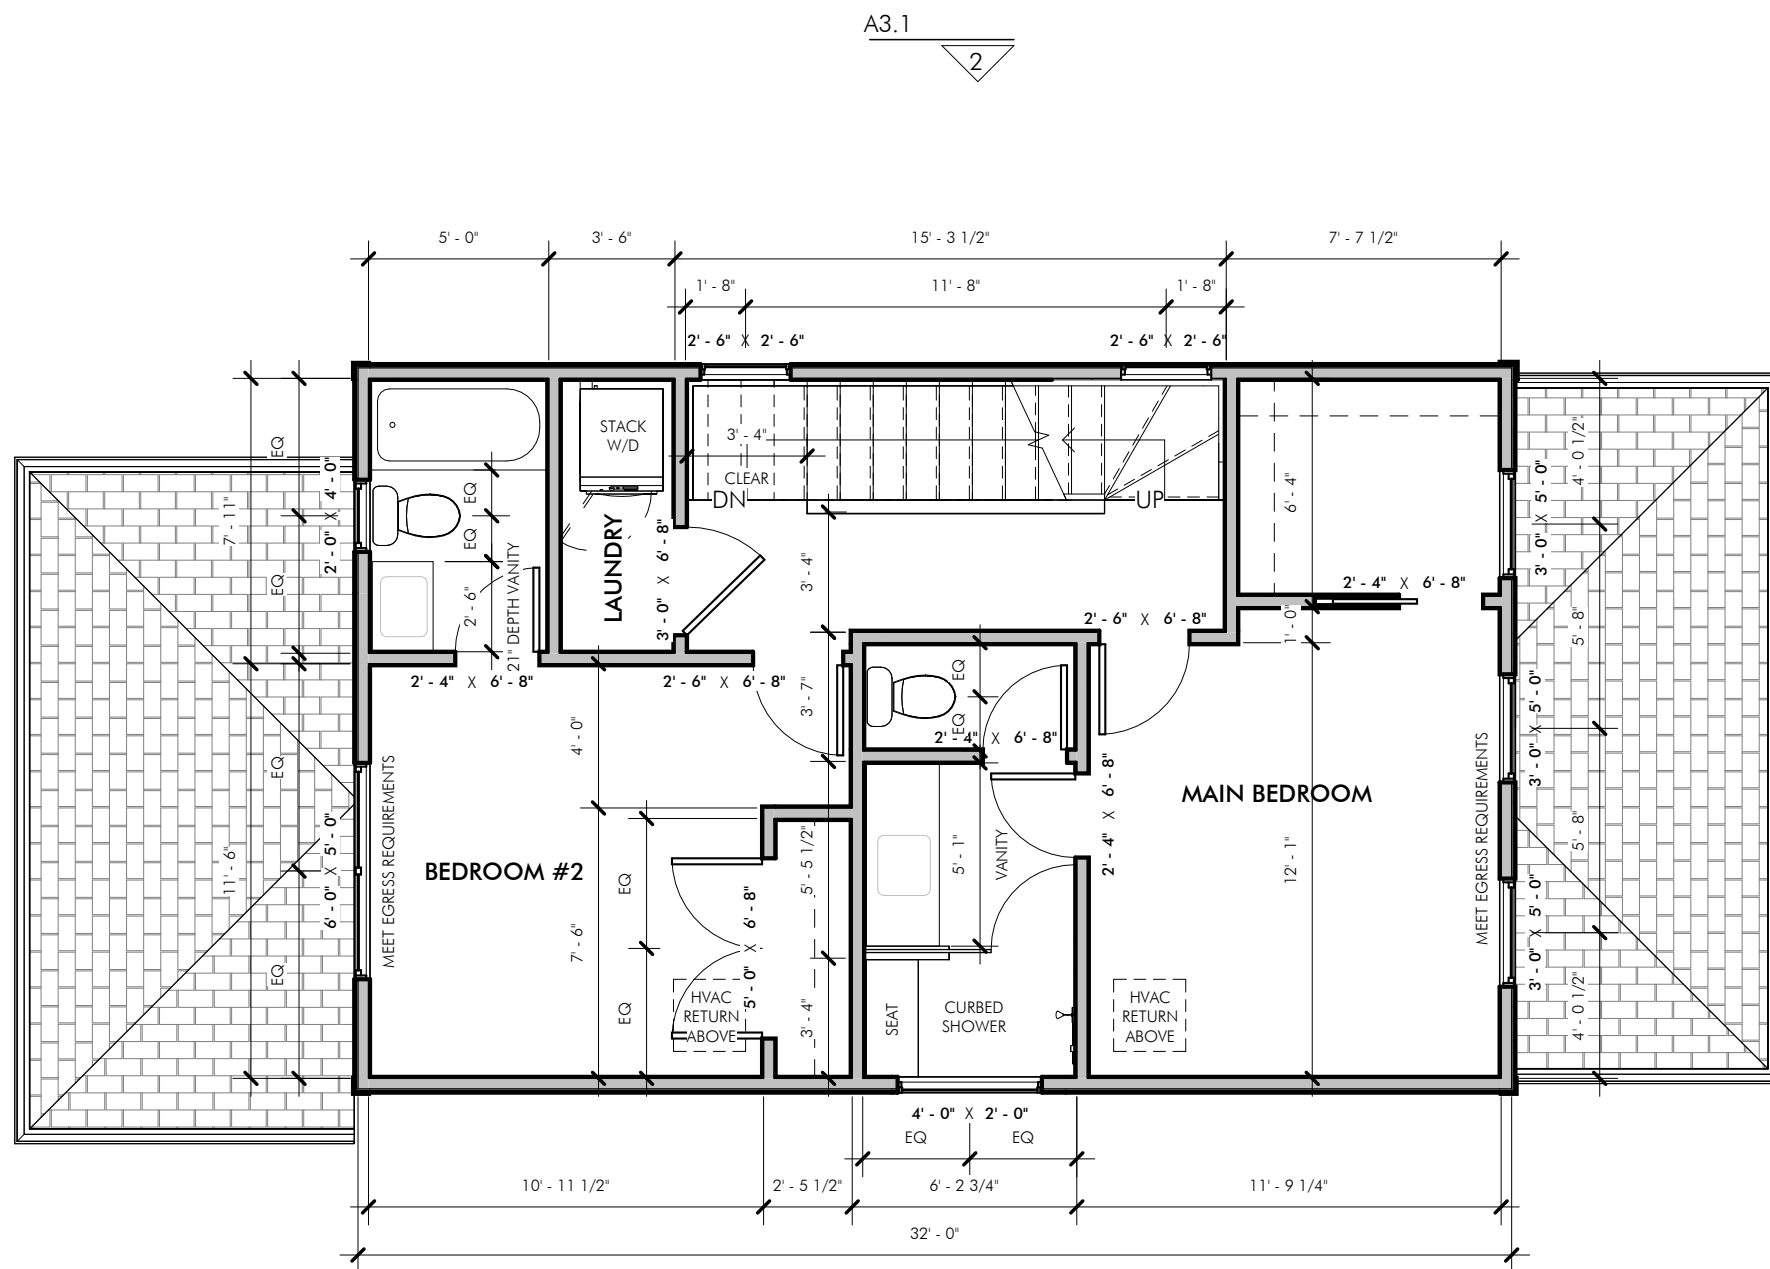 A3.1
2
5' - 0"
3' - 6"
15' - 3 1/2"
7' - 7 1/2"
1' - 8"
11' - 8"
1' - 8"
2' - 6" X 2' - 6"
2' - 6" X 2' - 6"
STACK
W/D
3' - 4"
CLEAR
DN
UP
EQ
7' - 11"
2' - 0" X 4' - 0"
EQ
EQ
EQ
2' - 6"
21" DEPTH VANITY
LAUNDRY
3' - 0" X 6' - 8"
3' - 4"
6' - 4"
2' - 4" X 6' - 8"
1' - 0"
2' - 6" X 6' - 8"
3' - 0" X 5' - 0"
4' - 0 1/2"
5' - 8"
2' - 4" X 6' - 8"
2' - 6" X 6' - 8"
3' - 7"
4' - 0"
EQ
EQ
2' - 4" X 6' - 8"
2' - 4" X 6' - 8"
MAIN BEDROOM
12' - 1"
MEET EGRESS REQUIREMENTS
3' - 0" X 5' - 0"
5' - 8"
3' - 0" X 5' - 0"
4' - 0 1/2"
EQ
11' - 6"
EQ
6' - 0" X 5' - 0"
MEET EGRESS REQUIREMENTS
BEDROOM #2
7' - 6"
EQ
EQ
5' - 0" X 6' - 8"
5' - 5 1/2"
3' - 4"
5' - 1"
VANITY
HVAC
RETURN
ABOVE
SEAT
CURBED
SHOWER
HVAC
RETURN
ABOVE
4' - 0" X 2' - 0"
EQ
EQ
10' - 11 1/2"
2' - 5 1/2"
6' - 2 3/4"
11' - 9 1/4"
32' - 0"